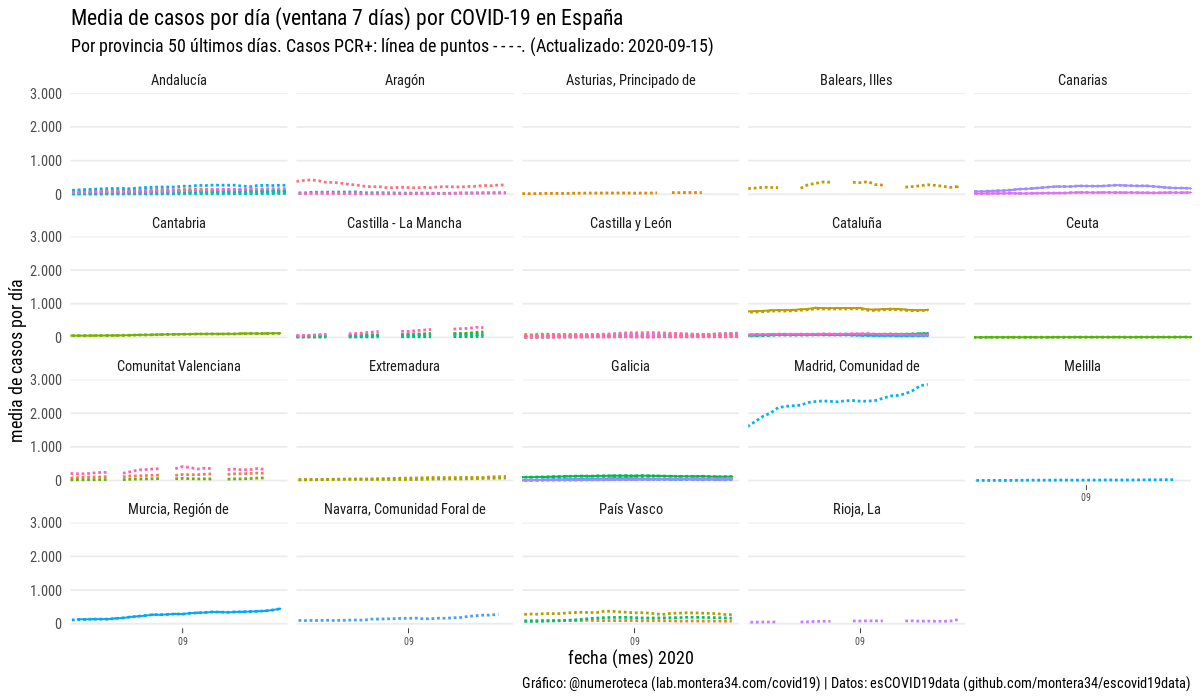 Media de casos por día (ventana 7 días) por COVID-19 en España
Por provincia 50 últimos días. Casos PCR+: línea de puntos - - - -. (Actualizado: 2020-09-15)
Andalucía
Aragón
Asturias, Principado de
Balears, Illes
Canarias
3.000
2.000
1.000
0
Cantabria
Castilla - La Mancha
Castilla y León
Cataluña
Ceuta
3.000
2.000
1.000
0
media de casos por día
Comunitat Valenciana
Extremadura
Galicia
Madrid, Comunidad de
Melilla
3.000
2.000
1.000
0
09
Murcia, Región de
Navarra, Comunidad Foral de
País Vasco
Rioja, La
3.000
2.000
1.000
0
09
09
09
09
fecha (mes) 2020
Gráfico: @numeroteca (lab.montera34.com/covid19) | Datos: esCOVID19data (github.com/montera34/escovid19data)